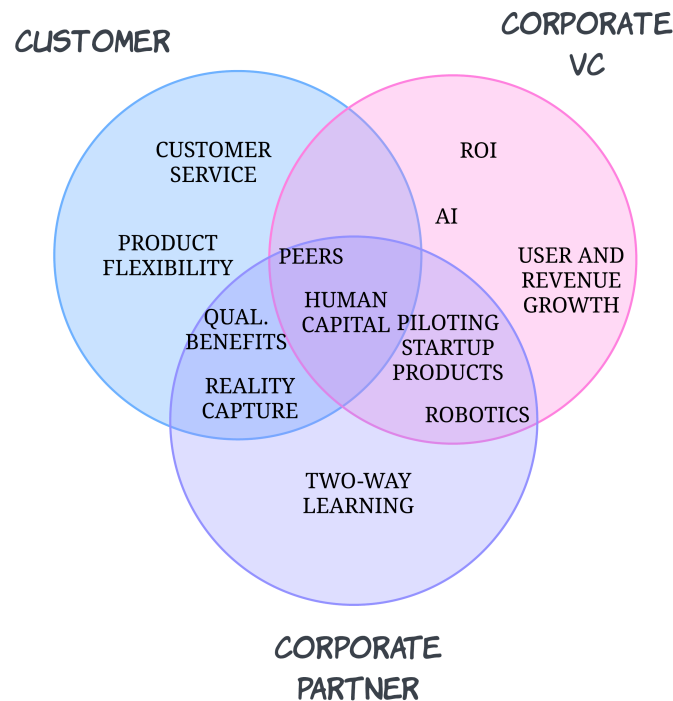 CUSTOMER
CORPORATE
VC
CUSTOMER
SERVICE
ROI
AI
PRODUCT
FLEXIBILITY
PEERS
USER AND
REVENUE
GROWTH
HUMAN
CAPITAL
QUAL.
BENEFITS
PILOTING
STARTUP
PRODUCTS
REALITY
CAPTURE
ROBOTICS
TWO-WAY
LEARNING
CORPORATE
PARTNER